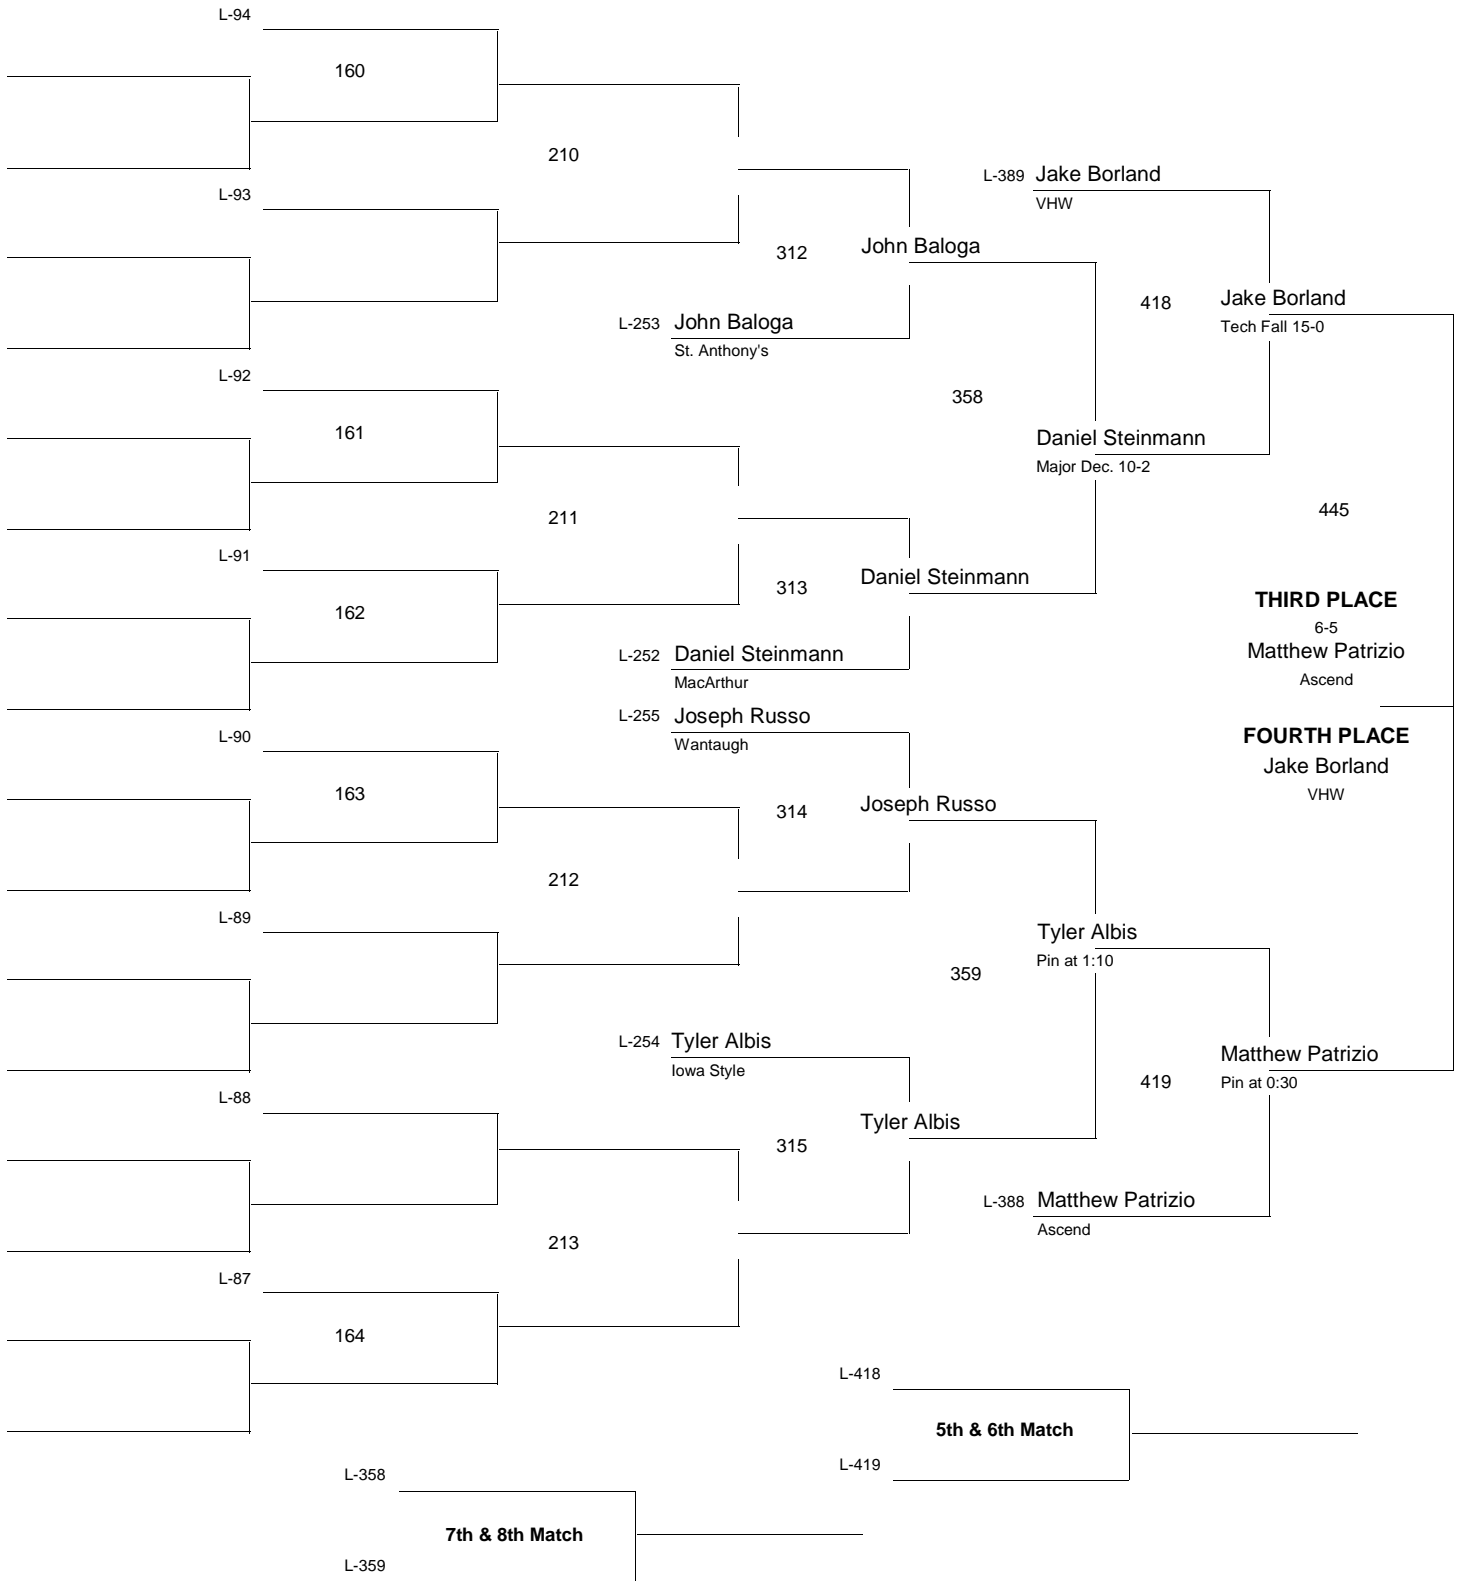 L-94
160
210
L-93
L-389 Jake Borland
VHW
312 John Baloga
418 Jake Borland
Tech Fall 15-0
L-253 John Baloga
St. Anthony's
L-92
358
161
Daniel Steinmann
Major Dec. 10-2
445
211
L-91
313 Daniel Steinmann
THIRD PLACE
6-5
Matthew Patrizio
Ascend
162
L-252 Daniel Steinmann
MacArthur
L-255 Joseph Russo
Wantaugh
L-90
FOURTH PLACE
Jake Borland
VHW
163
314 Joseph Russo
212
L-89
Tyler Albis
Pin at 1:10
359
L-254 Tyler Albis
Iowa Style
Matthew Patrizio
419 Pin at 0:30
L-88
Tyler Albis
315
L-388 Matthew Patrizio
Ascend
213
L-87
164
L-418
5th & 6th Match
L-419
L-358
7th & 8th Match
L-359